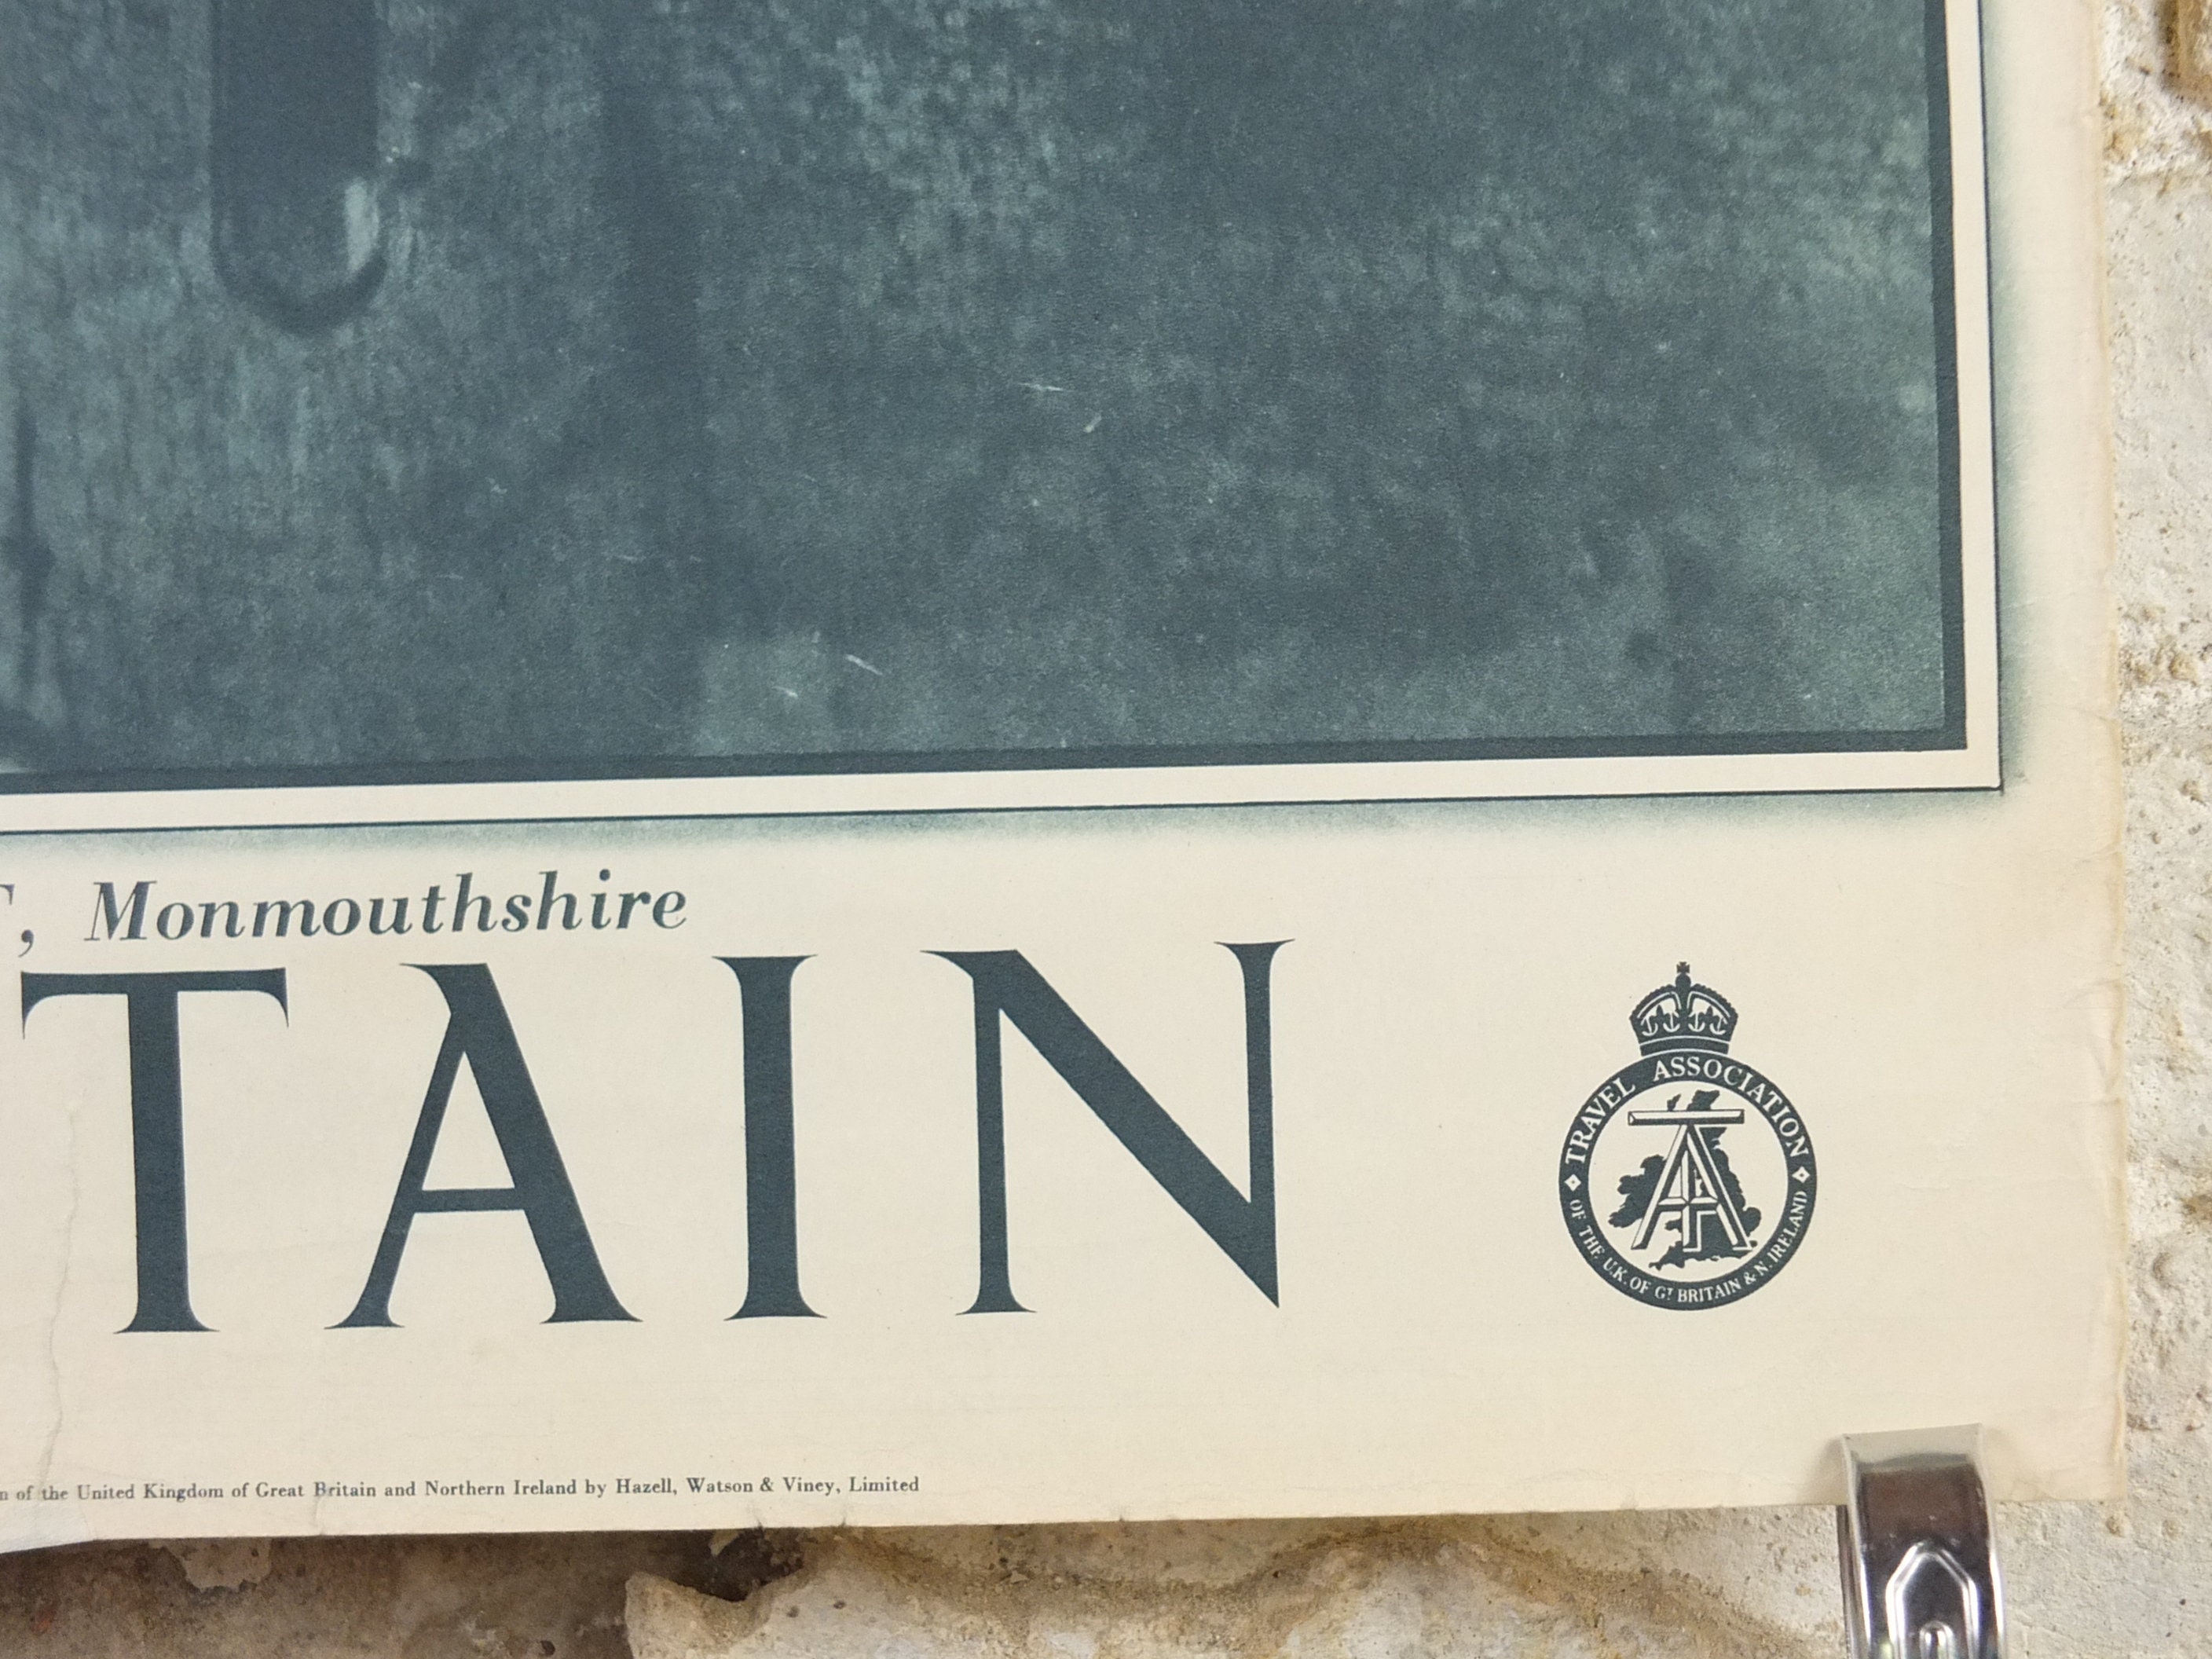 , Monmouthshire
TAIN
TRAVEL ASSOCIATION
OF THE U.K. OF GT BRITAIN & N. IRELAND
TA
of the United Kingdom of Great Britain and Northern Ireland by Hazell, Watson & Viney, Limited